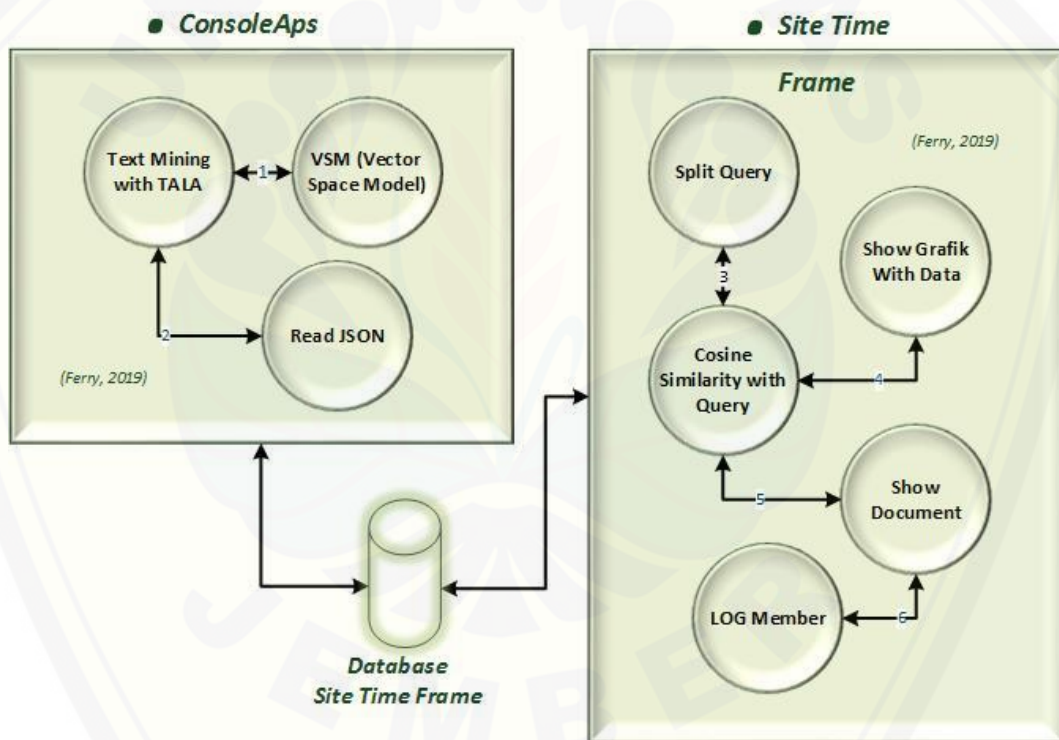 ConsoleAps
Text Mining
with TALA
1
VSM (Vector
Space Model)
2
Read JSON
(Ferry, 2019)
Site Time
Frame
(Ferry, 2019)
Split Query
3
Show Grafik
With Data
Cosine
Similarity with
Query
4
5
Show
Document
LOG Member
6
Database
Site Time Frame
JEMBER